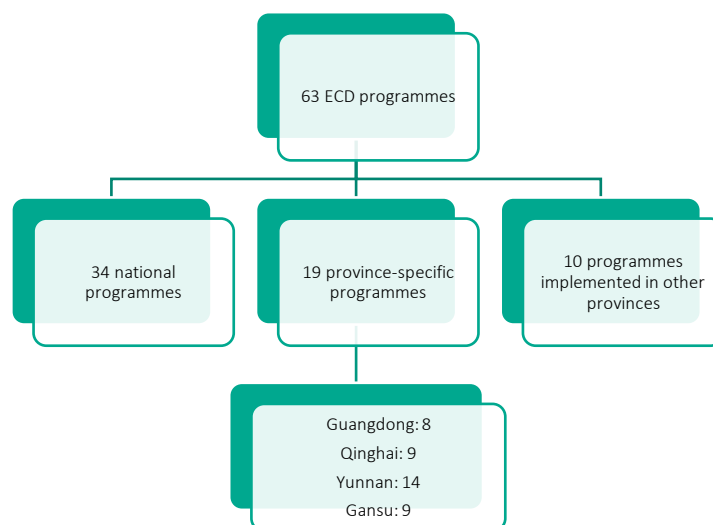 63 ECD programmes
34 national
programmes
19 province-specific
programmes
10 programmes
implemented in other
provinces
Guangdong: 8
Qinghai: 9
Yunnan: 14
Gansu: 9